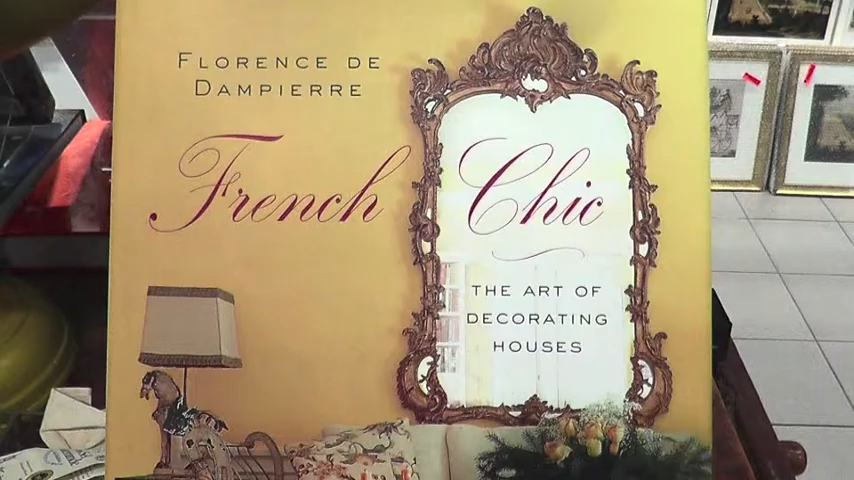 FLORENCE DE
DAMPIERRE
French Chic
THE ART OF
DECORATING
HOUSES